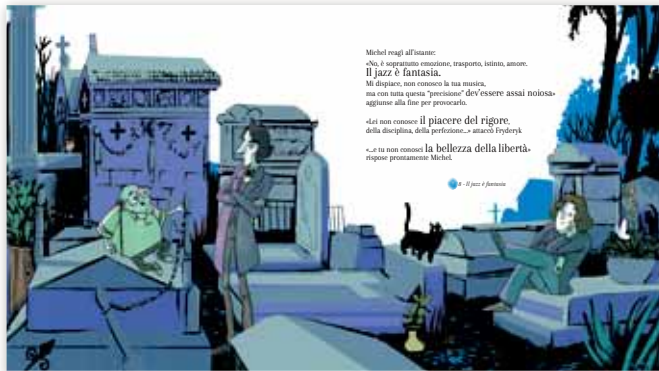 Michel reagì all'istante:
«No, è soprattutto emozione, trasporto, istinto, amore.
Il jazz è fantasia.
Mi dispiace, non conosco la tua musica,
ma con tutta questa "precisione" dev'essere assai noiosa»
aggiunse alla fine per provocarlo.
«Lei non conosce il piacere del rigore,
della disciplina, della perfezione...» attaccò Fryderyk
«...e tu non conosci la bellezza della libertà»
rispose prontamente Michel.
8 - Il jazz è fantasia